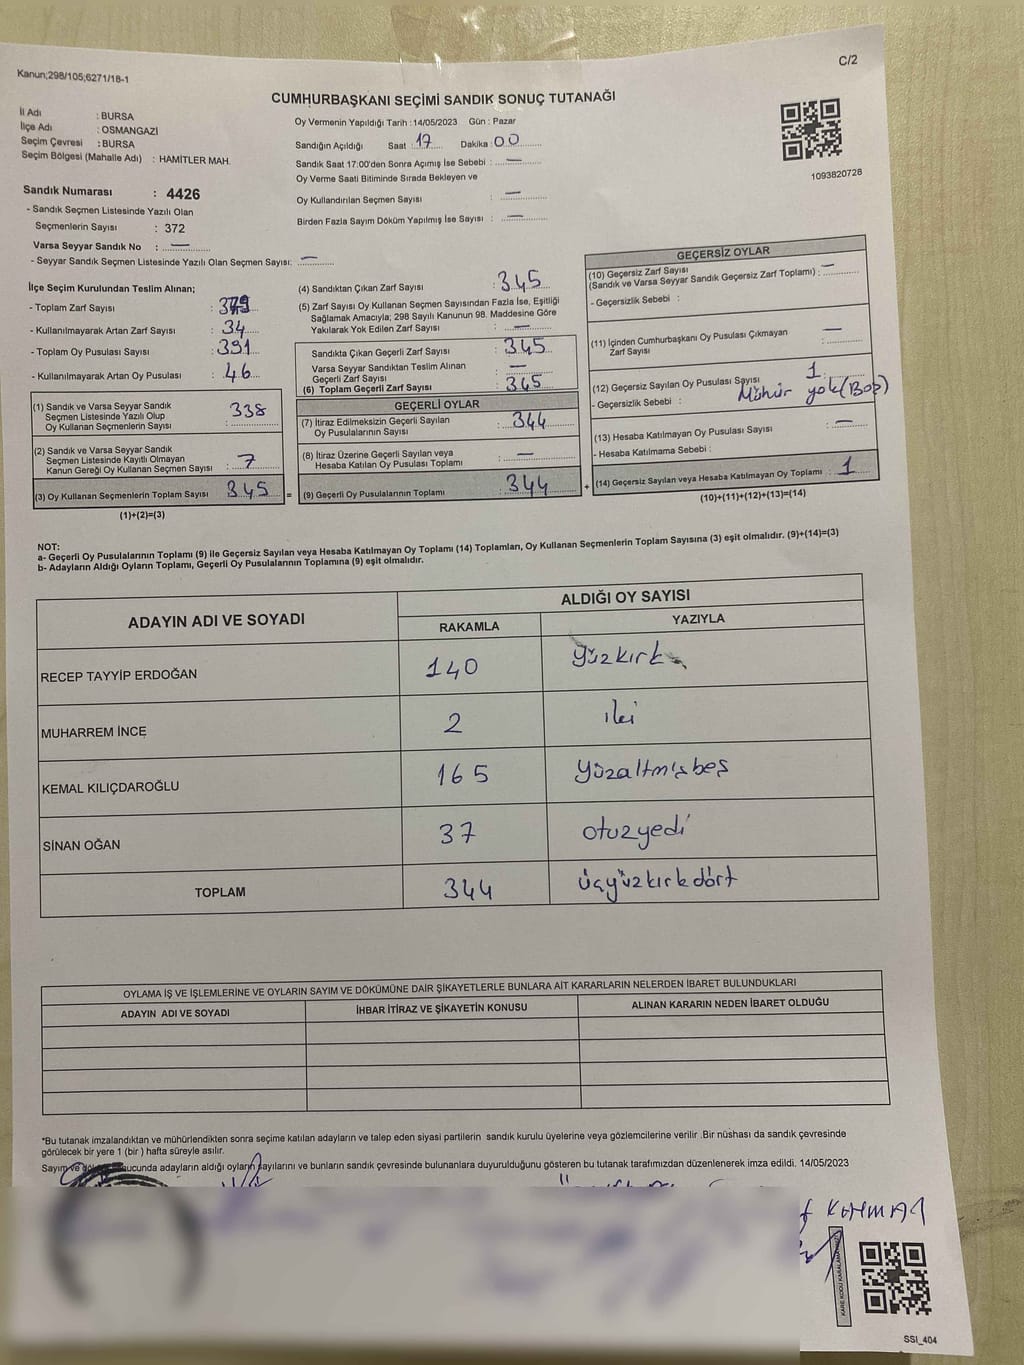 Kanun;298/105;6271/18-1
C/2
CUMHURBAŞKANI SEÇİMİ SANDIK SONUÇ TUTANAĞI
İl Adı : BURSA
İlçe Adı : OSMANGAZİ
Seçim Çevresi : BURSA
Seçim Bölgesi (Mahalle Adı) : HAMİTLER MAH.
Oy Vermenin Yapıldığı Tarih : 14/05/2023 Gün : Pazar
Sandığın Açıldığı Saat 17 Dakika : 00
Sandık Saat 17:00'den Sonra Açımış İse Sebebi : —
Oy Verme Saati Bitiminde Sırada Bekleyen ve
Oy Kullandırılan Seçmen Sayısı : —
Birden Fazla Sayım Döküm Yapılmış İse Sayısı : —
1093820728
Sandık Numarası : 4426
- Sandık Seçmen Listesinde Yazılı Olan
Seçmenlerin Sayısı : 372
Varsa Seyyar Sandık No : —
- Seyyar Sandık Seçmen Listesinde Yazılı Olan Seçmen Sayısı: —
İlçe Seçim Kurulundan Teslim Alınan;
- Toplam Zarf Sayısı :
- Kullanılmayarak Artan Zarf Sayısı : 34
- Toplam Oy Pusulası Sayısı : 391
- Kullanılmayarak Artan Oy Pusulası : 46
(1) Sandık ve Varsa Seyyar Sandık
Seçmen Listesinde Yazılı Olup
Oy Kullanan Seçmenlerin Sayısı : 338
(2) Sandık ve Varsa Seyyar Sandık
Seçmen Listesinde Kayıtlı Olmayan
Kanun Gereği Oy Kullanan Seçmen Sayısı : 7
(3) Oy Kullanan Seçmenlerin Toplam Sayısı 345
(1)+(2)=(3)
(4) Sandıktan Çıkan Zarf Sayısı : 345
(5) Zarf Sayısı Oy Kullanan Seçmen Sayısından Fazla İse, Eşitliği
Sağlamak Amacıyla; 298 Sayılı Kanunun 98. Maddesine Göre
Yakılarak Yok Edilen Zarf Sayısı : —
Sandıkta Çıkan Geçerli Zarf Sayısı : 345
Varsa Seyyar Sandıktan Teslim Alınan
Geçerli Zarf Sayısı : —
(6) Toplam Geçerli Zarf Sayısı : 345
GEÇERLİ OYLAR
(7) İtiraz Edilmeksizin Geçerli Sayılan
Oy Pusulalarının Sayısı : 344
(8) İtiraz Üzerine Geçerli Sayılan veya
Hesaba Katılan Oy Pusulası Toplamı : —
= (9) Geçerli Oy Pusulalarının Toplamı : 344
GEÇERSİZ OYLAR
(10) Geçersiz Zarf Sayısı
(Sandık ve Varsa Seyyar Sandık Geçersiz Zarf Toplamı) : —
- Geçersizlik Sebebi :
(11) İçinden Cumhurbaşkanı Oy Pusulası Çıkmayan
Zarf Sayısı : —
(12) Geçersiz Sayılan Oy Pusulası Sayısı : 1
- Geçersizlik Sebebi : Mühür yok (Boş)
(13) Hesaba Katılmayan Oy Pusulası Sayısı : —
- Hesaba Katılmama Sebebi :
+ (14) Geçersiz Sayılan veya Hesaba Katılmayan Oy Toplamı : 1
(10)+(11)+(12)+(13)=(14)
NOT:
a- Geçerli Oy Pusulalarının Toplamı (9) ile Geçersiz Sayılan veya Hesaba Katılmayan Oy Toplamı (14) Toplamları, Oy Kullanan Seçmenlerin Toplam Sayısına (3) eşit olmalıdır. (9)+(14)=(3)
b- Adayların Aldığı Oyların Toplamı, Geçerli Oy Pusulalarının Toplamına (9) eşit olmalıdır.
ADAYIN ADI VE SOYADI
ALDIĞI OY SAYISI
RAKAMLA YAZIYLA
RECEP TAYYİP ERDOĞAN 140 yüzkırk
MUHARREM İNCE 2 iki
KEMAL KILIÇDAROĞLU 165 yüzaltmışbeş
SİNAN OĞAN 37 otuzyedi
TOPLAM 344 üçyüzkırkdört
OYLAMA İŞ VE İŞLEMLERİNE VE OYLARIN SAYIM VE DÖKÜMÜNE DAİR ŞİKAYETLERLE BUNLARA AİT KARARLARIN NELERDEN İBARET BULUNDUKLARI
ADAYIN ADI VE SOYADI İHBAR İTİRAZ VE ŞİKAYETİN KONUSU ALINAN KARARIN NEDEN İBARET OLDUĞU
*Bu tutanak imzalandıktan ve mühürlendikten sonra seçime katılan adayların ve talep eden siyasi partilerin sandık kurulu üyelerine veya gözlemcilerine verilir .Bir nüshası da sandık çevresinde
görülecek bir yere 1 (bir ) hafta süreyle asılır.
Sayım ve sonucunda adayların aldığı oyların sayılarını ve bunların sandık çevresinde bulunanlara duyurulduğunu gösteren bu tutanak tarafımızdan düzenlenerek imza edildi. 14/05/2023
SSI_404